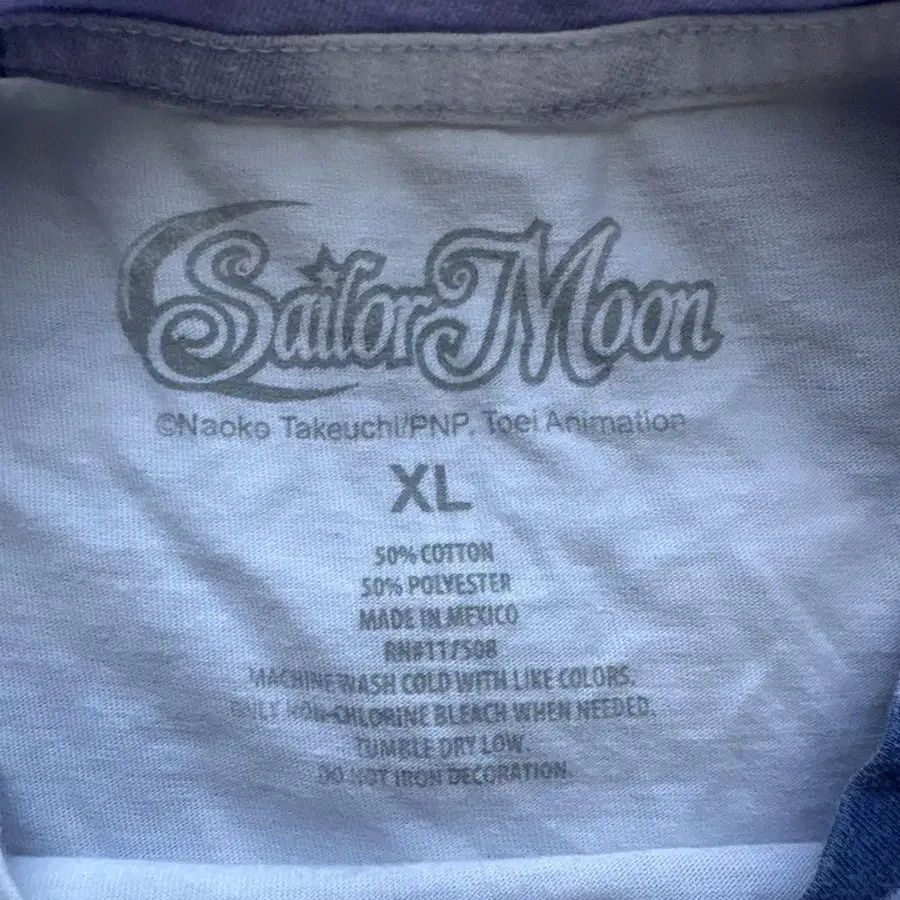 Sailor Moon
©Naoko Takeuchi/PNP, Toei Animation
XL
50% COTTON
50% POLYESTER
MADE IN MEXICO
RN#117508
MACHINE WASH COLD WITH LIKE COLORS.
ONLY NON-CHLORINE BLEACH WHEN NEEDED.
TUMBLE DRY LOW.
DO NOT IRON DECORATION.